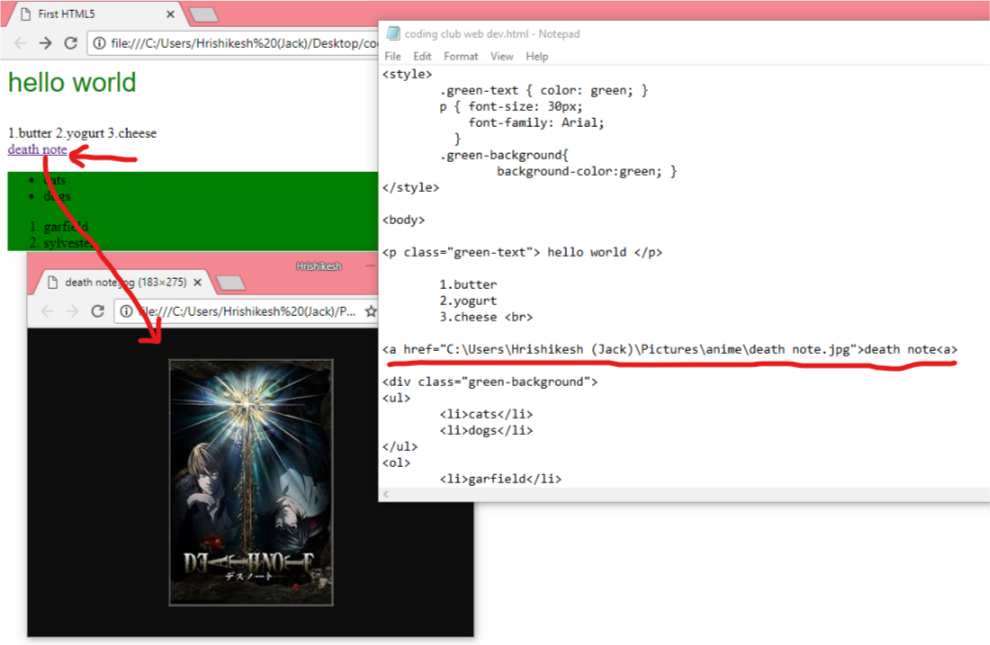 First HTML5
file:///C:/Users/Hrishikesh%20(Jack)/Desktop/co
hello world
1.butter 2.yogurt 3.cheese
death note
cats
dogs
1. garfield
2. sylvester
Hrishikesh
death note.jpg (183×275)
file:///C:/Users/Hrishikesh%20(Jack)/P...
DEATH NOTE
デスノート
coding club web dev.html - Notepad
File Edit Format View Help
<style>
.green-text { color: green; }
p { font-size: 30px;
font-family: Arial;
}
.green-background{
background-color:green; }
</style>
<body>
<p class="green-text"> hello world </p>
1.butter
2.yogurt
3.cheese <br>
<a href="C:\Users\Hrishikesh (Jack)\Pictures\anime\death note.jpg">death note<a>
<div class="green-background">
<ul>
<li>cats</li>
<li>dogs</li>
</ul>
<ol>
<li>garfield</li>